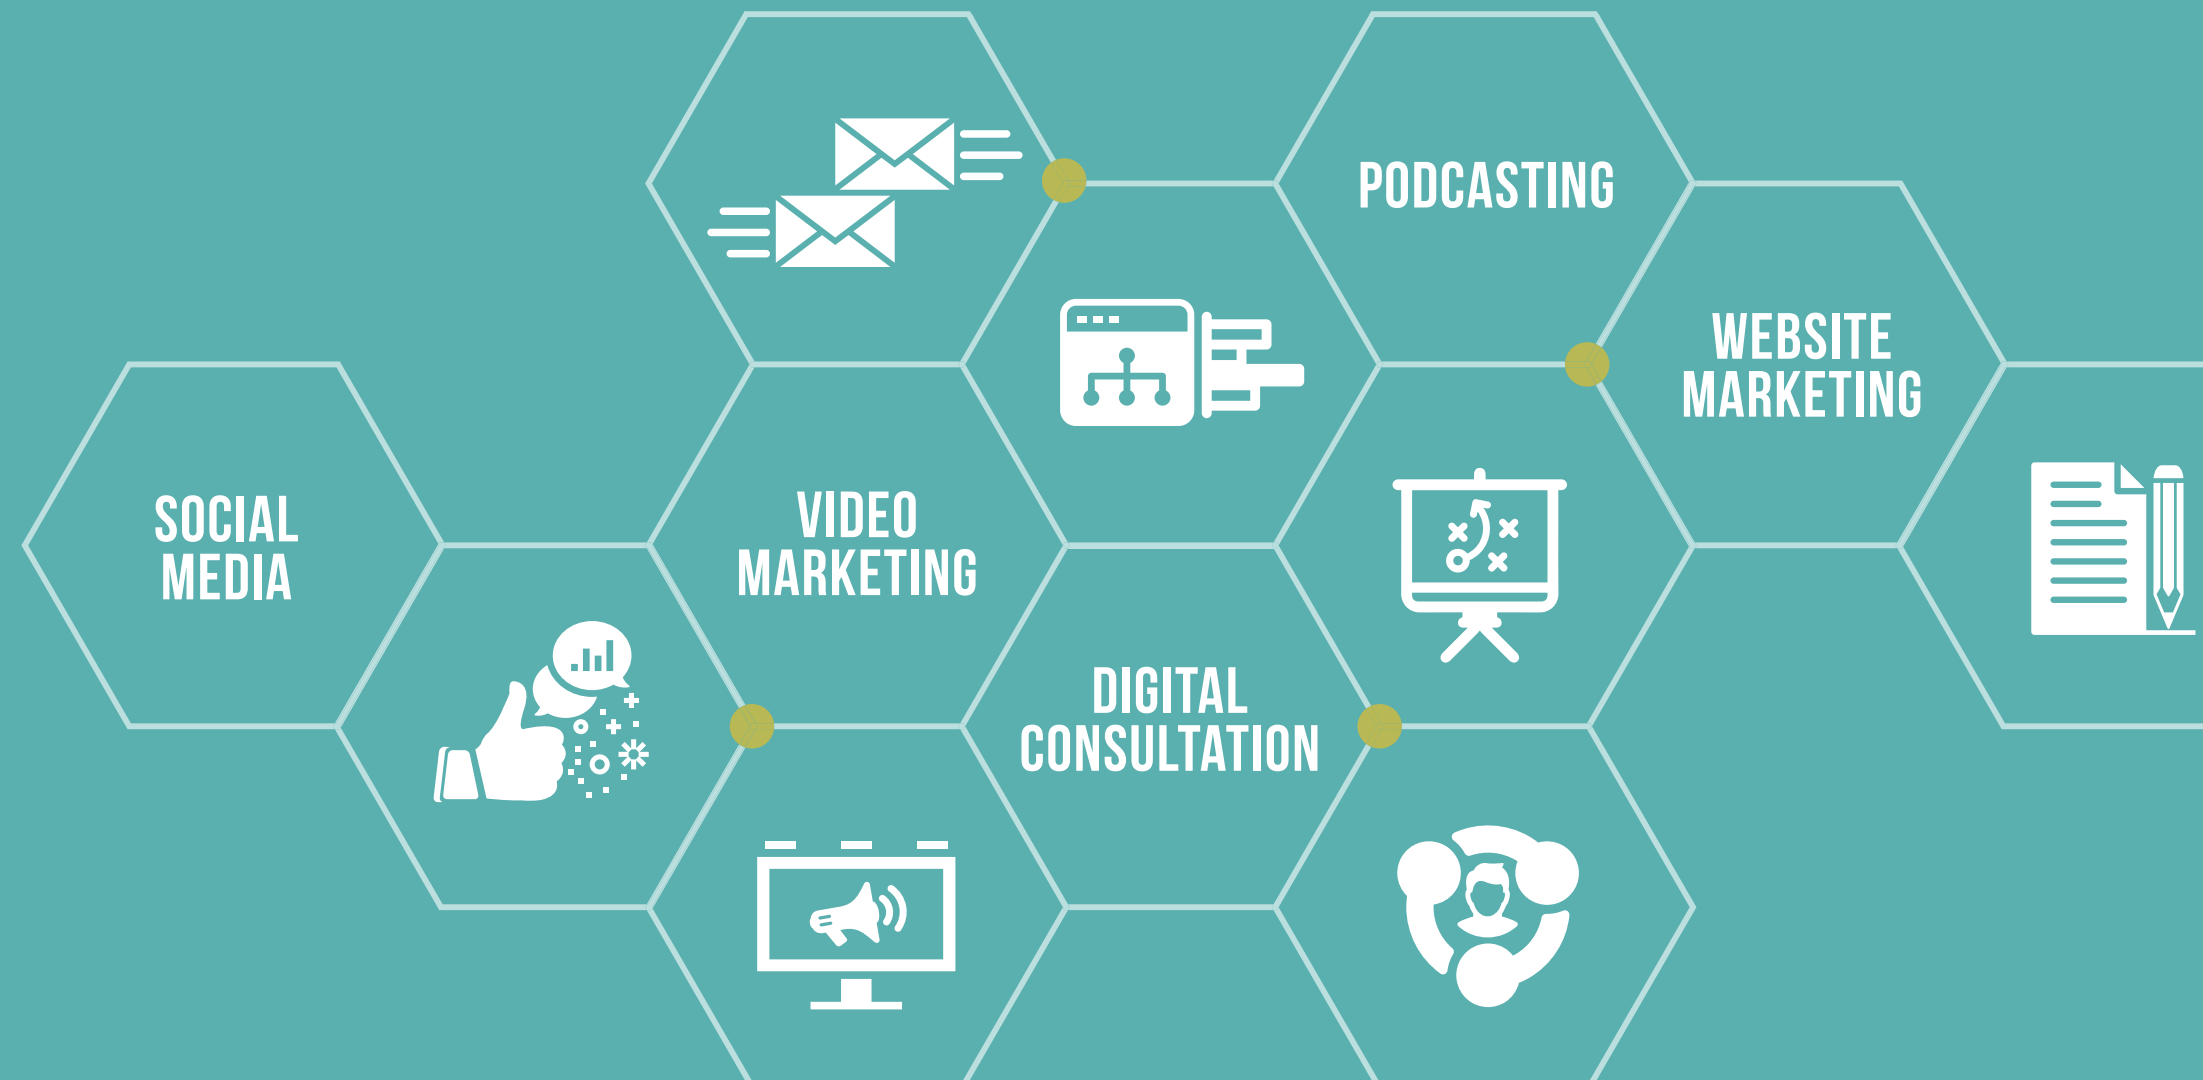 PODCASTING
WEBSITE
MARKETING
SOCIAL
MEDIA
VIDEO
MARKETING
DIGITAL
CONSULTATION